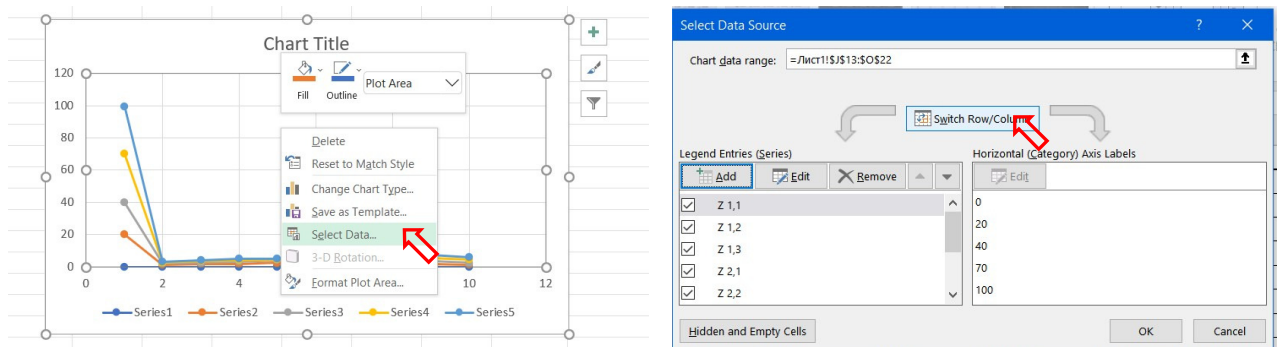 Chart Title
120
100
80
60
40
20
0
0 2 4 10 12
Series1 Series2 Series3 Series4 Series5
Fill Outline Plot Area
Delete
Reset to Match Style
Change Chart Type...
Save as Template...
Select Data...
3-D Rotation...
Format Plot Area...
Select Data Source ? ×
Chart data range: =Лист1!$J$13:$O$22
Switch Row/Column
Legend Entries (Series)
Add Edit Remove
Z 1,1
Z 1,2
Z 1,3
Z 2,1
Z 2,2
Horizontal (Category) Axis Labels
Edit
0
20
40
70
100
Hidden and Empty Cells OK Cancel